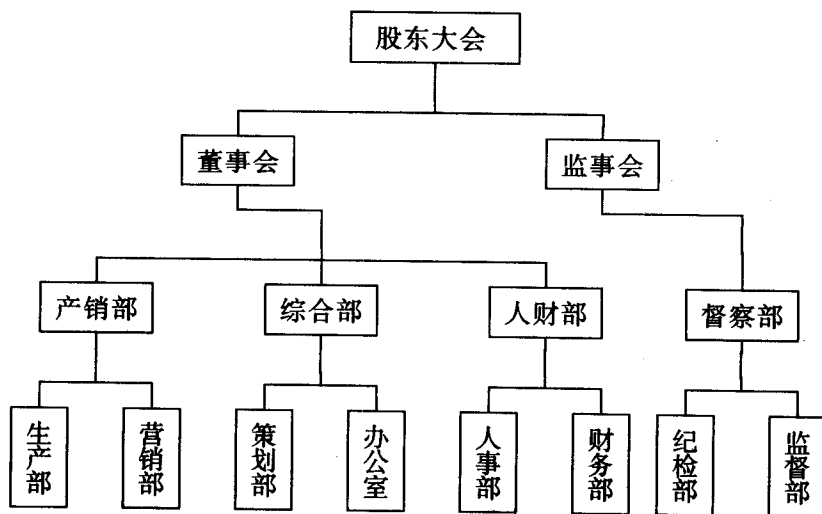 股东大会
董事会
监事会
产销部
综合部
人财部
督察部
生产部
营销部
策划部
办公室
人事部
财务部
纪检部
监督部